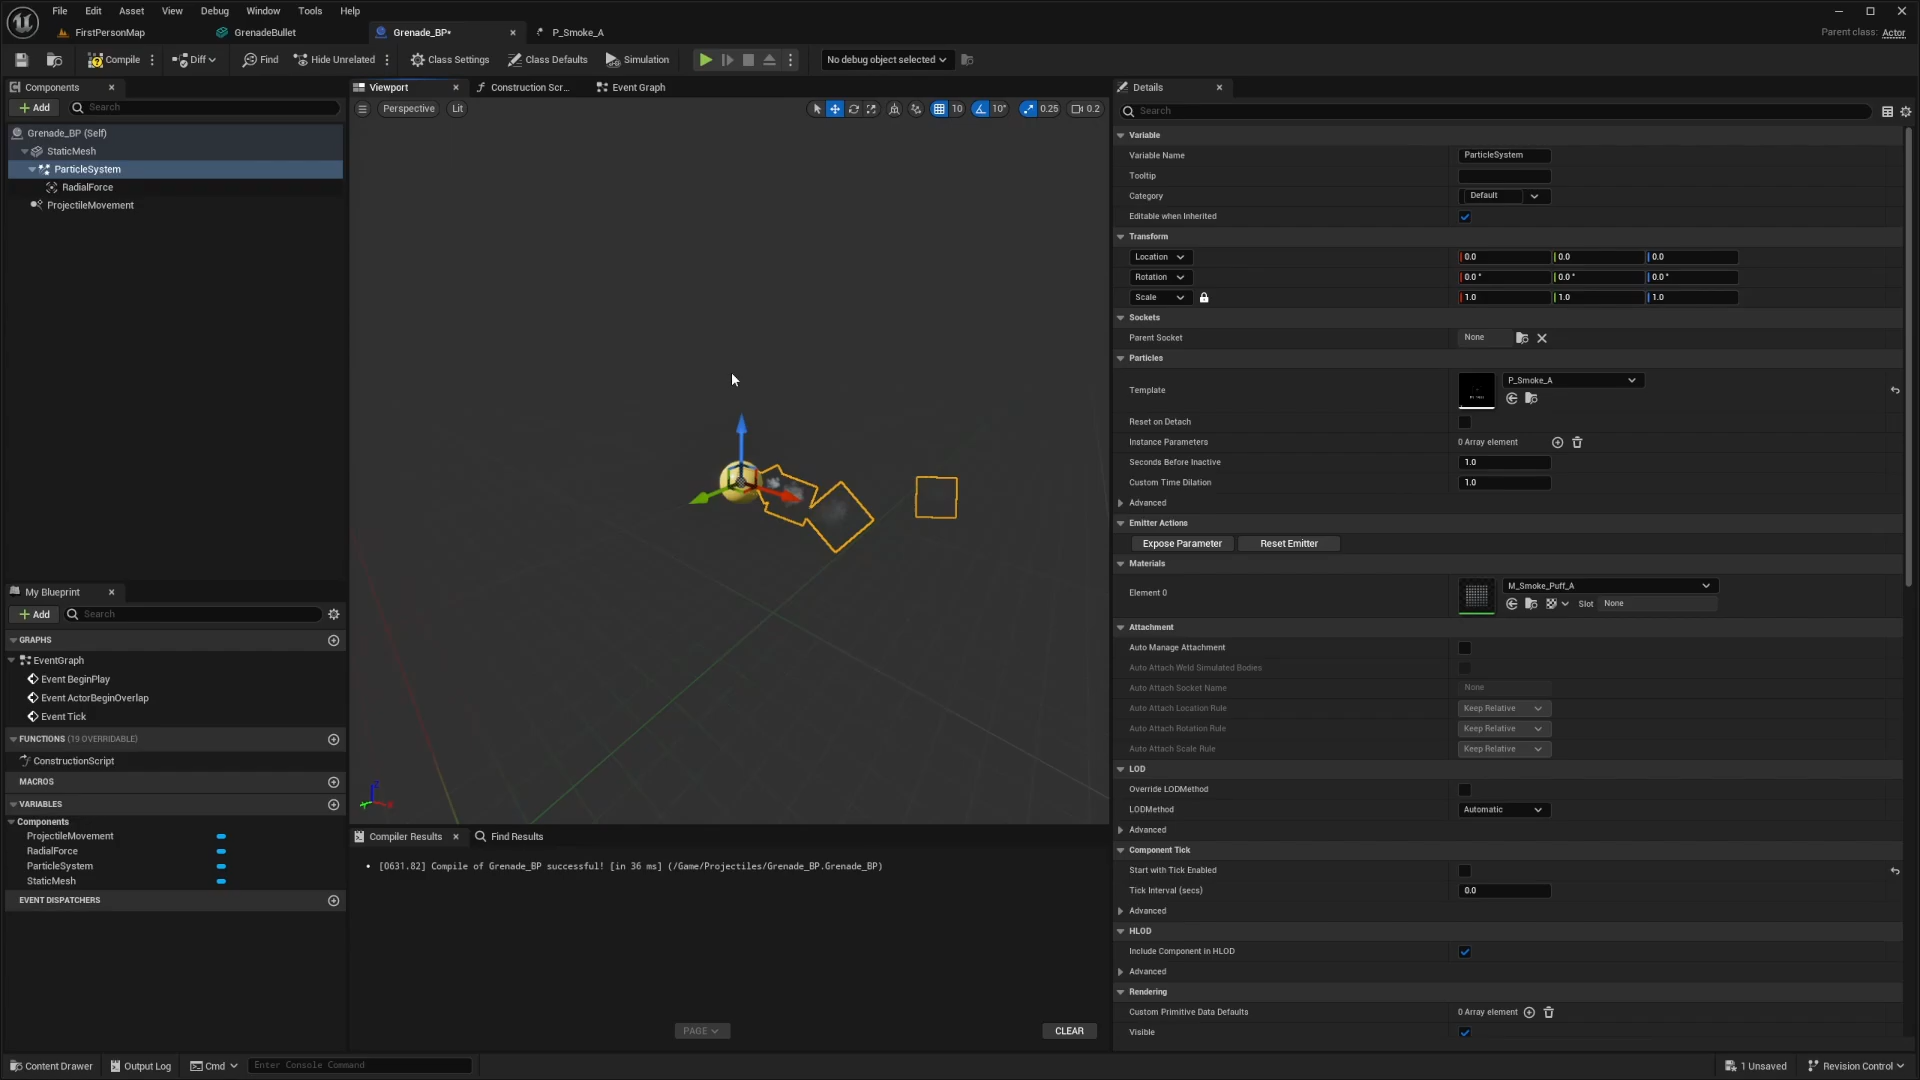 File Edit Asset View Debug Window Tools Help
FirstPersonMap GrenadeBullet Grenade_BP* P_Smoke_A Parent class: Actor
Compile Diff Find Hide Unrelated Class Settings Class Defaults Simulation No debug object selected
Components
Add Search
Grenade_BP (Self)
StaticMesh
ParticleSystem
RadialForce
ProjectileMovement
My Blueprint
Add Search
GRAPHS
EventGraph
Event BeginPlay
Event ActorBeginOverlap
Event Tick
FUNCTIONS (19 OVERRIDABLE)
ConstructionScript
MACROS
VARIABLES
Components
ProjectileMovement
RadialForce
ParticleSystem
StaticMesh
EVENT DISPATCHERS
Viewport Construction Scr... Event Graph
Perspective Lit 10 10° 0.25 0.2
Compiler Results Find Results
[0631.82] Compile of Grenade_BP successful! [in 36 ms] (/Game/Projectiles/Grenade_BP.Grenade_BP)
PAGE CLEAR
Details
Search
Variable
Variable Name ParticleSystem
Tooltip
Category Default
Editable when Inherited
Transform
Location 0.0 0.0 0.0
Rotation 0.0 ° 0.0 ° 0.0 °
Scale 1.0 1.0 1.0
Sockets
Parent Socket None
Particles
Template P_Smoke_A
Reset on Detach
Instance Parameters 0 Array element
Seconds Before Inactive 1.0
Custom Time Dilation 1.0
Advanced
Emitter Actions
Expose Parameter Reset Emitter
Materials
Element 0 M_Smoke_Puff_A
Slot None
Attachment
Auto Manage Attachment
Auto Attach Weld Simulated Bodies
Auto Attach Socket Name None
Auto Attach Location Rule Keep Relative
Auto Attach Rotation Rule Keep Relative
Auto Attach Scale Rule Keep Relative
LOD
Override LODMethod
LODMethod Automatic
Advanced
Component Tick
Start with Tick Enabled
Tick Interval (secs) 0.0
Advanced
HLOD
Include Component in HLOD
Advanced
Rendering
Custom Primitive Data Defaults 0 Array element
Visible
Content Drawer Output Log Cmd Enter Console Command 1 Unsaved Revision Control